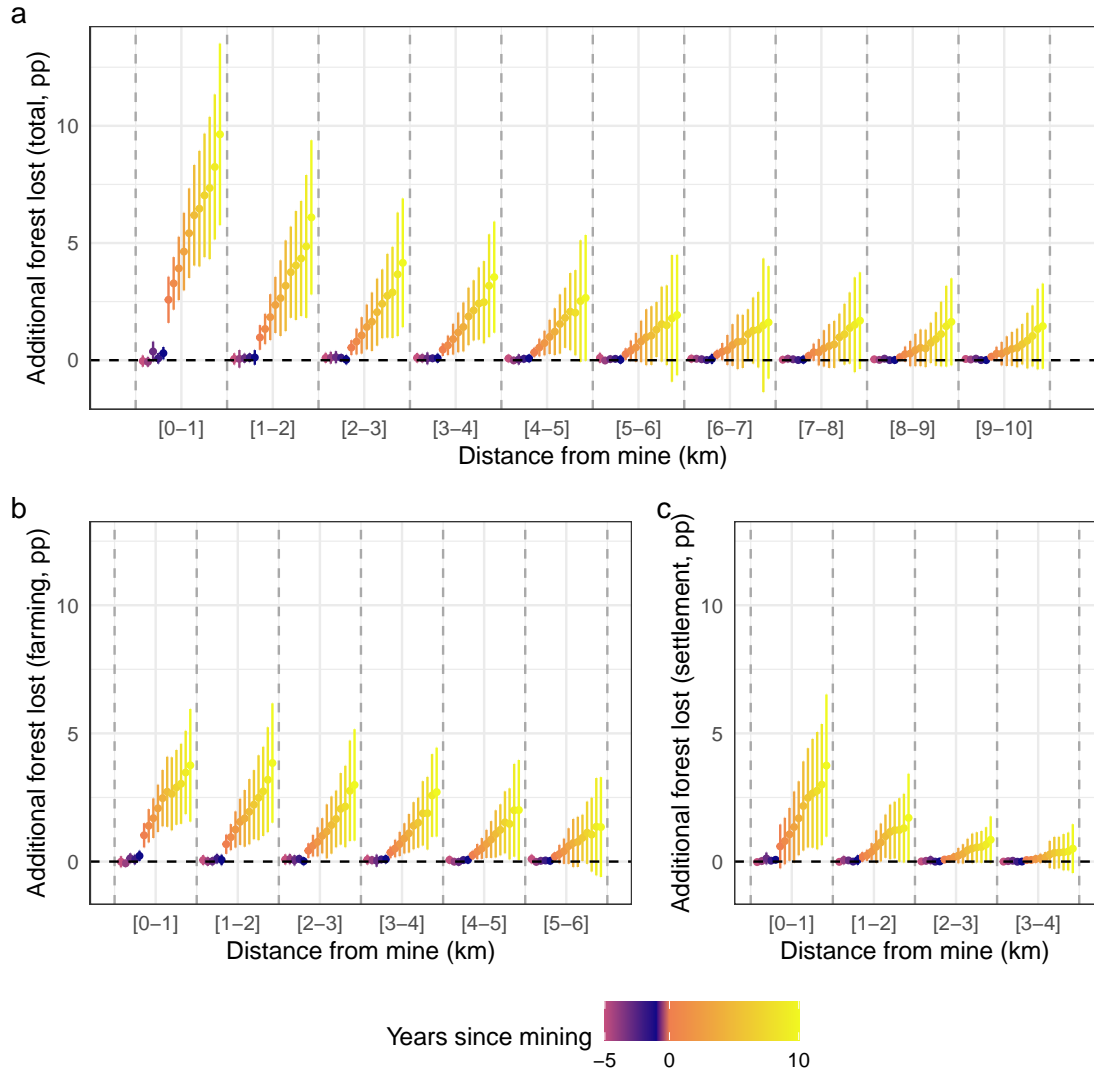 a
Additional forest lost (total, pp)
10
5
0
[0–1] [1–2] [2–3] [3–4] [4–5] [5–6] [6–7] [7–8] [8–9] [9–10]
Distance from mine (km)
b
Additional forest lost (farming, pp)
10
5
0
[0–1] [1–2] [2–3] [3–4] [4–5] [5–6]
Distance from mine (km)
c
Additional forest lost (settlement, pp)
10
5
0
[0–1] [1–2] [2–3] [3–4]
Distance from mine (km)
Years since mining
−5 0 10